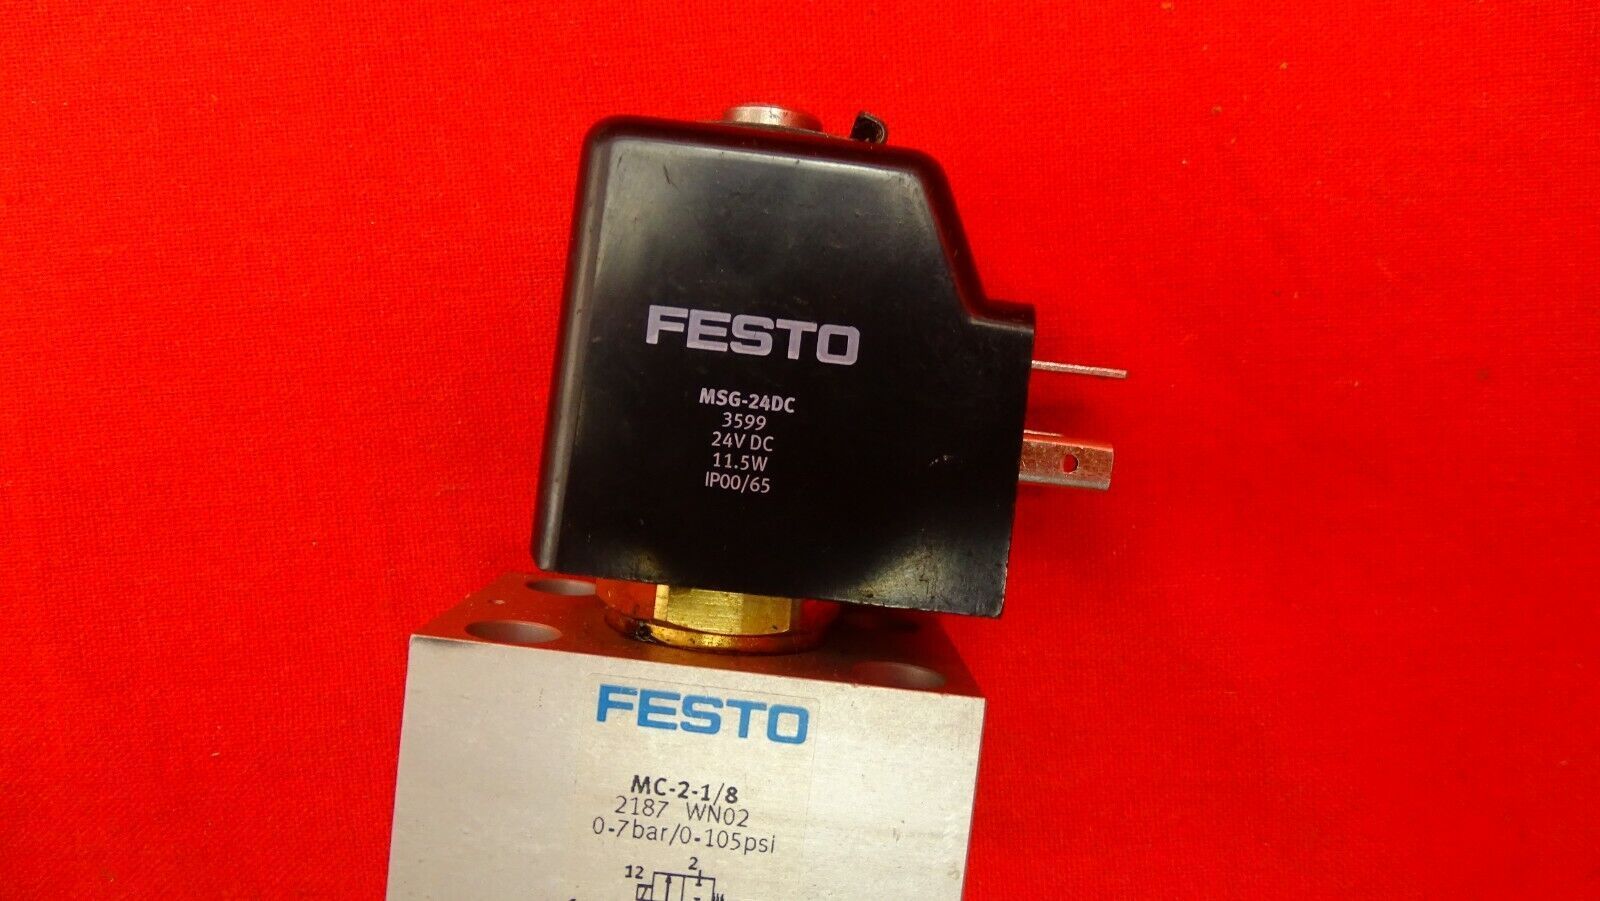 FESTO
MSG-24DC
3599
24V DC
11.5W
IP00/65
FESTO
MC-2-1/8
2187 WN02
0-7bar/0-105psi
2
12